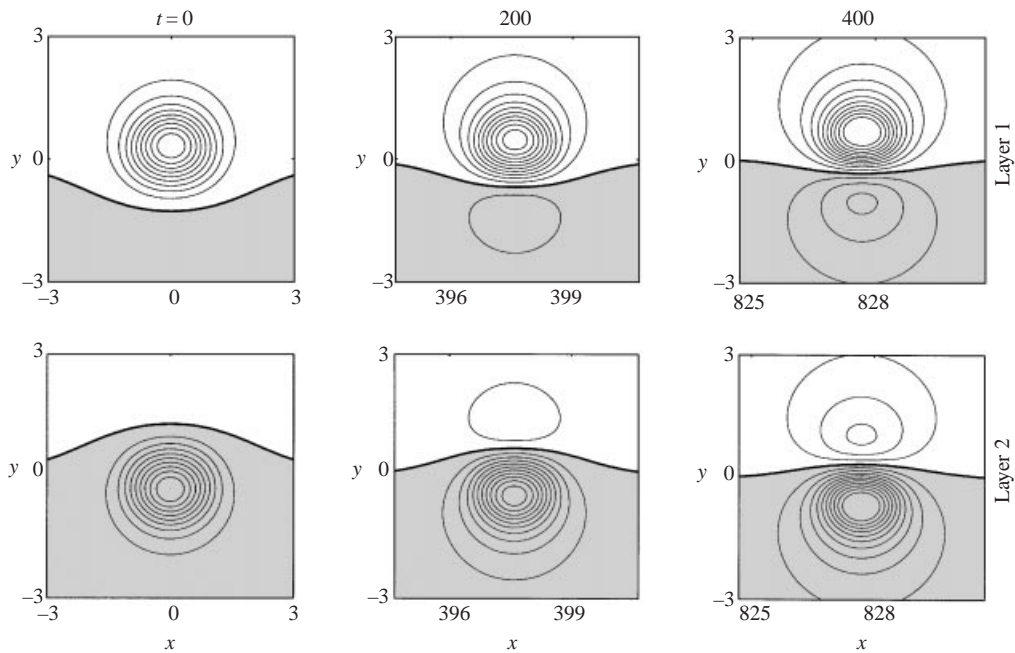 t = 0 200 400
3 3 3
y 0 y 0 y 0 Layer 1
−3 −3 −3
−3 0 3 396 399 825 828
3 3 3
y 0 y 0 y 0 Layer 2
−3 −3 −3
−3 0 3 396 399 825 828
x x x